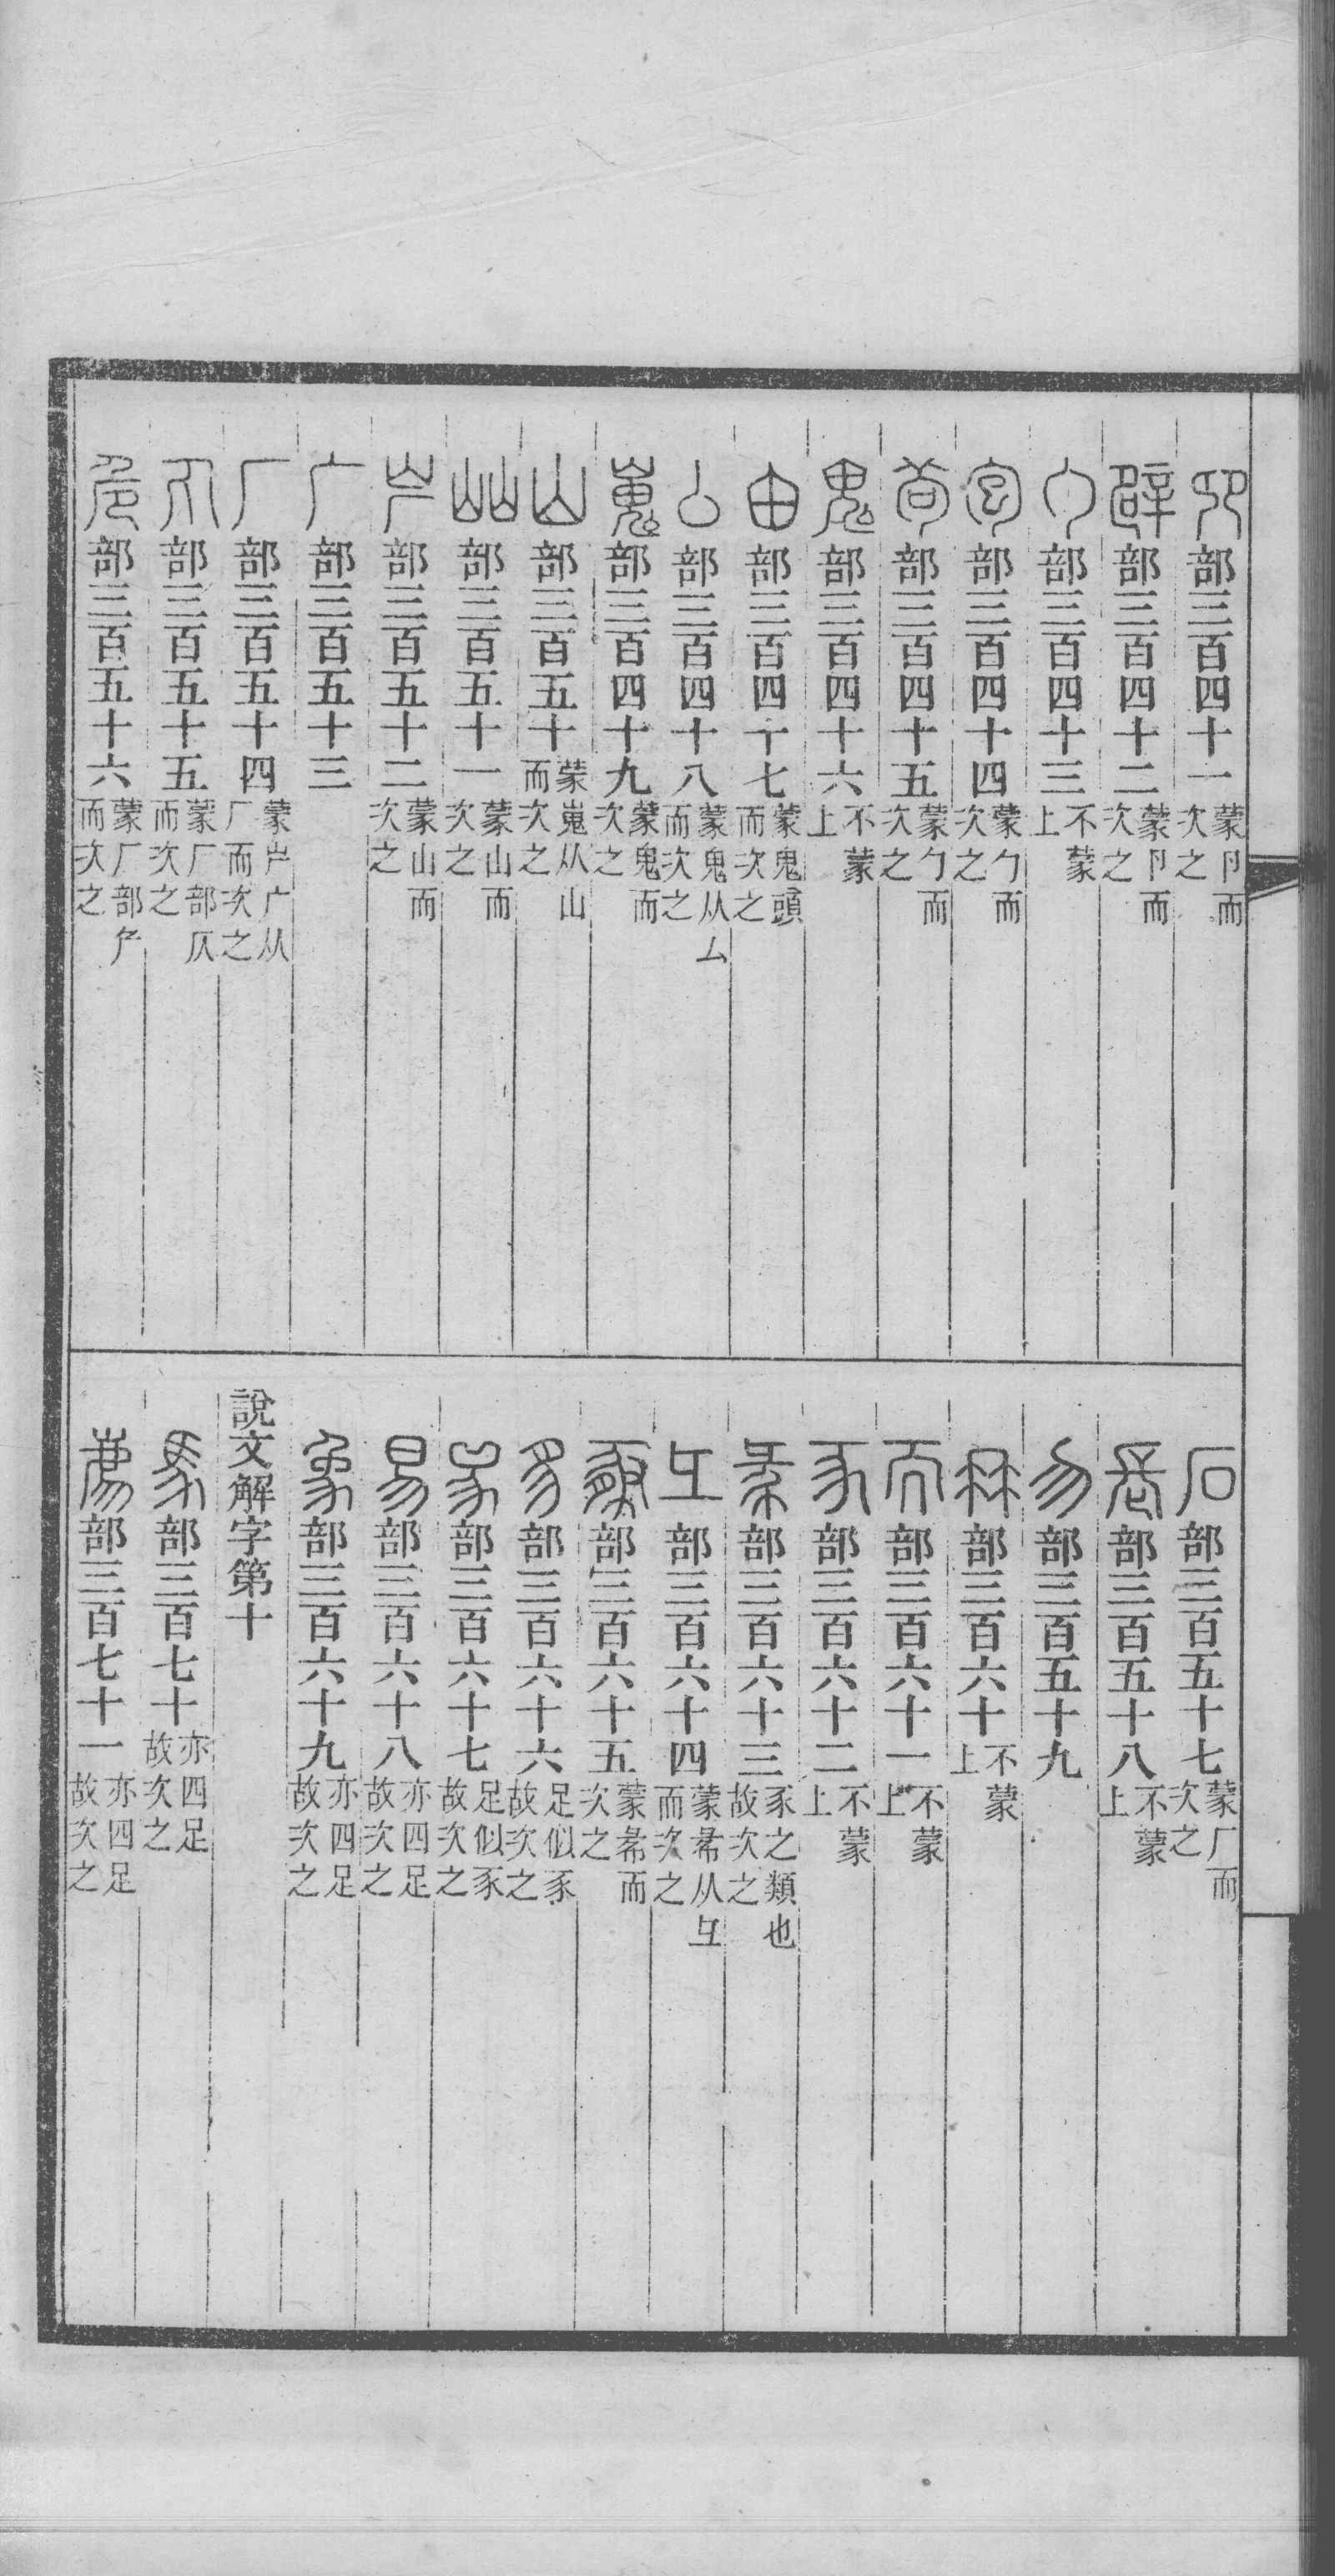 𠨍部三百四十一蒙卪而次之
辟部三百四十二蒙卪而次之
勹部三百四十三不蒙上
包部三百四十四蒙勹而次之
茍部三百四十五蒙勹而次之
鬼部三百四十六不蒙上
甶部三百四十七蒙鬼頭而次之
厶部三百四十八蒙鬼从厶而次之
嵬部三百四十九蒙鬼而次之
山部三百五十蒙嵬从山而次之
屾部三百五十一蒙山而次之
屵部三百五十二蒙山而次之
广部三百五十三
厂部三百五十四蒙屵广从厂而次之
丸部三百五十五蒙厂部仄而次之
危部三百五十六蒙厂部厃而次之
石部三百五十七蒙厂而次之
長部三百五十八不蒙上
勿部三百五十九
冄部三百六十不蒙上
而部三百六十一不蒙上
豕部三百六十二不蒙上
㣇部三百六十三豕之類也故次之
彑部三百六十四蒙㣇从彑而次之
豚部三百六十五蒙㣇而次之
豸部三百六十六足似豕故次之
𤉡部三百六十七足似豕故次之
易部三百六十八亦四足故次之
象部三百六十九亦四足故次之
說文解字第十
馬部三百七十亦四足故次之
廌部三百七十一亦四足故次之